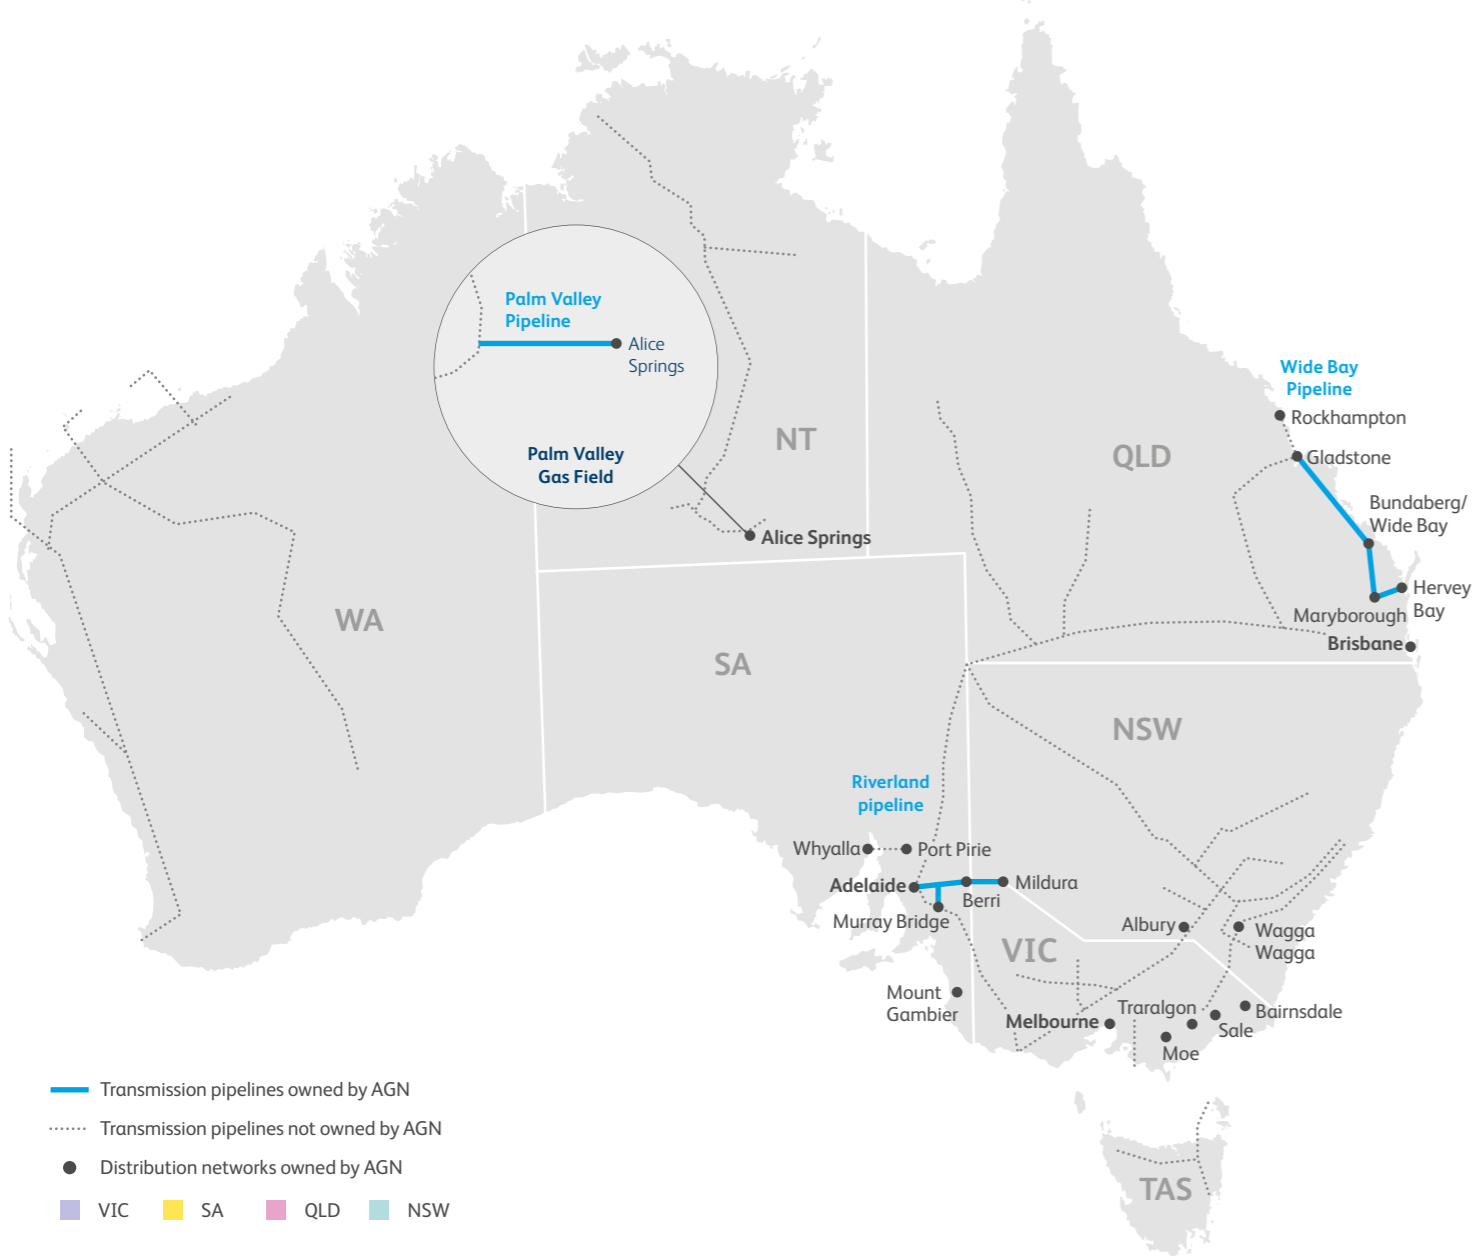 Palm Valley
Pipeline
Alice
Springs
Palm Valley
Gas Field
NT
Alice Springs
WA
SA
QLD
Wide Bay
Pipeline
Rockhampton
Gladstone
Bundaberg/
Wide Bay
Hervey
Bay
Maryborough
Brisbane
NSW
Riverland
pipeline
Whyalla
Port Pirie
Adelaide
Mildura
Berri
Murray Bridge
Albury
Wagga
Wagga
VIC
Mount
Gambier
Melbourne
Traralgon
Bairnsdale
Sale
Moe
TAS
Transmission pipelines owned by AGN
Transmission pipelines not owned by AGN
Distribution networks owned by AGN
VIC SA QLD NSW